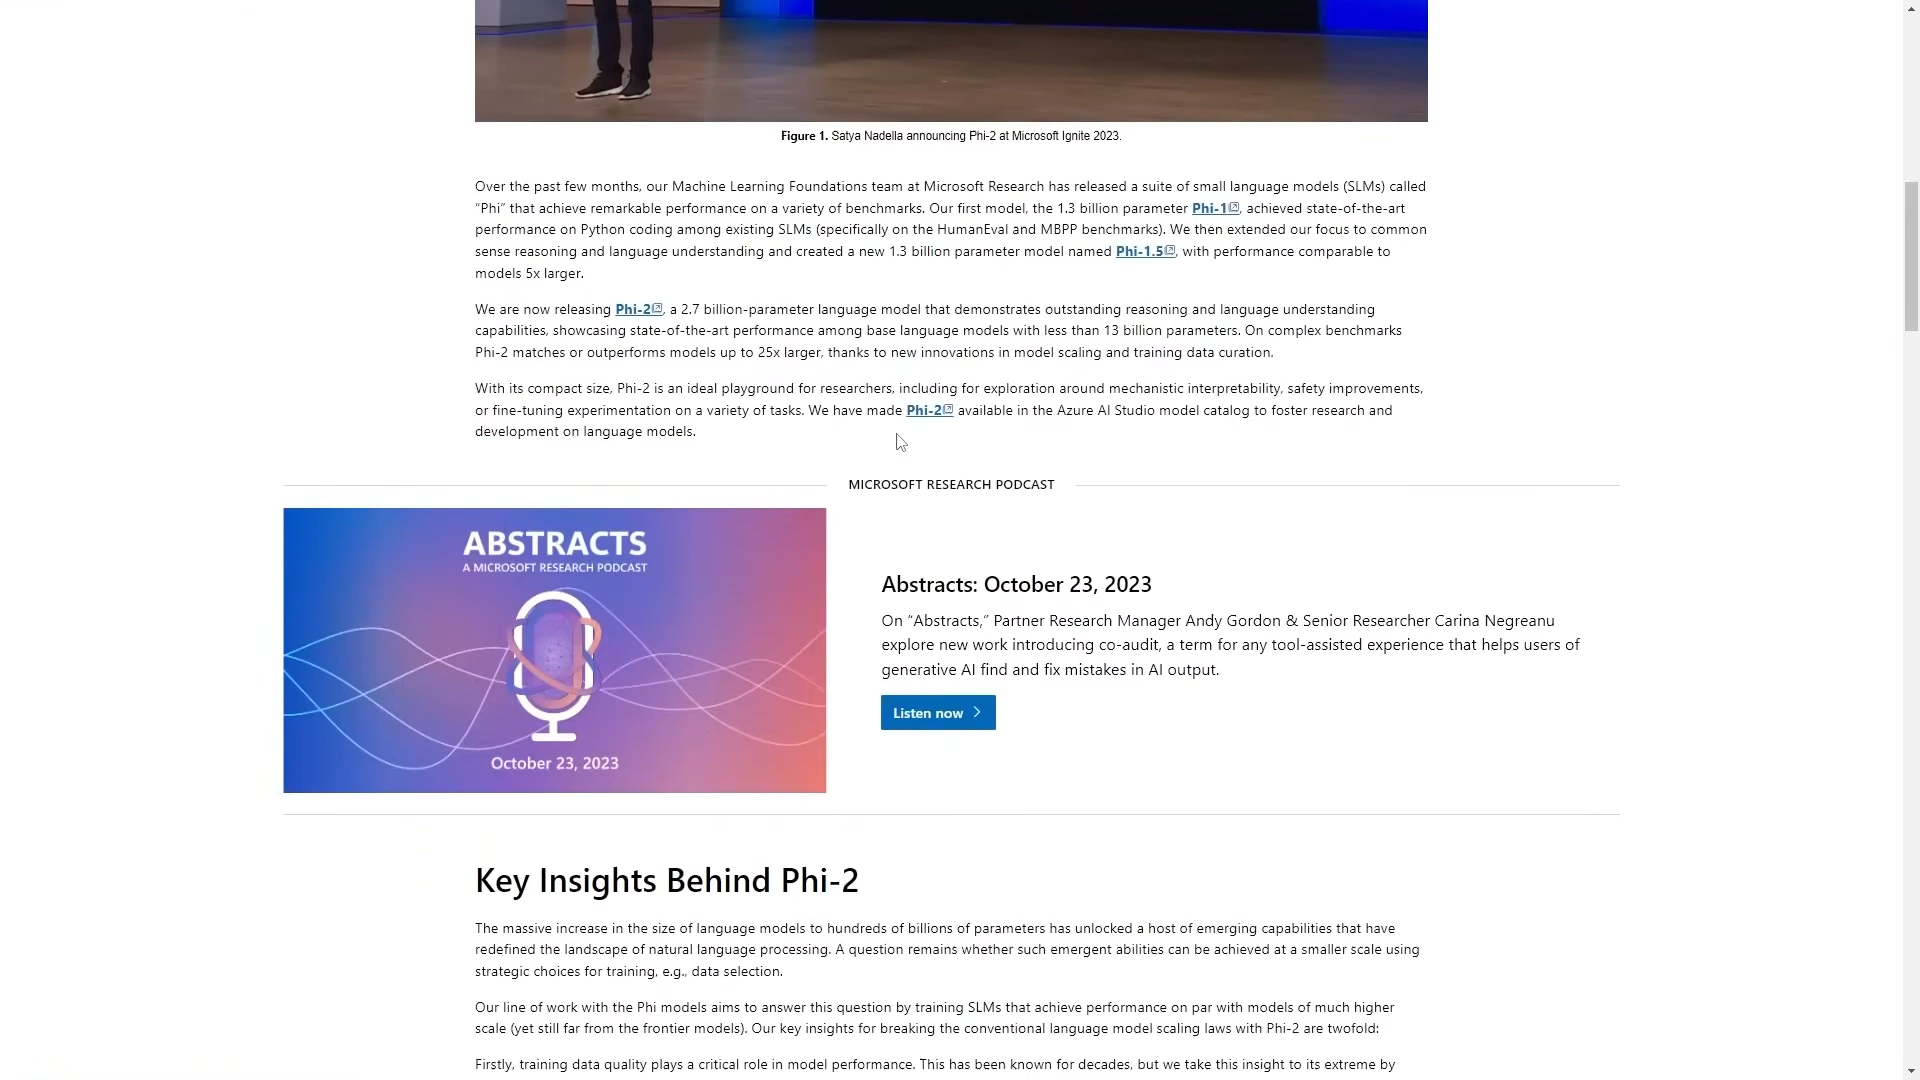 Figure 1. Satya Nadella announcing Phi-2 at Microsoft Ignite 2023.
Over the past few months, our Machine Learning Foundations team at Microsoft Research has released a suite of small language models (SLMs) called
“Phi” that achieve remarkable performance on a variety of benchmarks. Our first model, the 1.3 billion parameter Phi-1, achieved state-of-the-art
performance on Python coding among existing SLMs (specifically on the HumanEval and MBPP benchmarks). We then extended our focus to common
sense reasoning and language understanding and created a new 1.3 billion parameter model named Phi-1.5, with performance comparable to
models 5x larger.
We are now releasing Phi-2, a 2.7 billion-parameter language model that demonstrates outstanding reasoning and language understanding
capabilities, showcasing state-of-the-art performance among base language models with less than 13 billion parameters. On complex benchmarks
Phi-2 matches or outperforms models up to 25x larger, thanks to new innovations in model scaling and training data curation.
With its compact size, Phi-2 is an ideal playground for researchers, including for exploration around mechanistic interpretability, safety improvements,
or fine-tuning experimentation on a variety of tasks. We have made Phi-2 available in the Azure AI Studio model catalog to foster research and
development on language models.
MICROSOFT RESEARCH PODCAST
ABSTRACTS
A MICROSOFT RESEARCH PODCAST
October 23, 2023
Abstracts: October 23, 2023
On “Abstracts,” Partner Research Manager Andy Gordon & Senior Researcher Carina Negreanu
explore new work introducing co-audit, a term for any tool-assisted experience that helps users of
generative AI find and fix mistakes in AI output.
Listen now
Key Insights Behind Phi-2
The massive increase in the size of language models to hundreds of billions of parameters has unlocked a host of emerging capabilities that have
redefined the landscape of natural language processing. A question remains whether such emergent abilities can be achieved at a smaller scale using
strategic choices for training, e.g., data selection.
Our line of work with the Phi models aims to answer this question by training SLMs that achieve performance on par with models of much higher
scale (yet still far from the frontier models). Our key insights for breaking the conventional language model scaling laws with Phi-2 are twofold:
Firstly, training data quality plays a critical role in model performance. This has been known for decades, but we take this insight to its extreme by